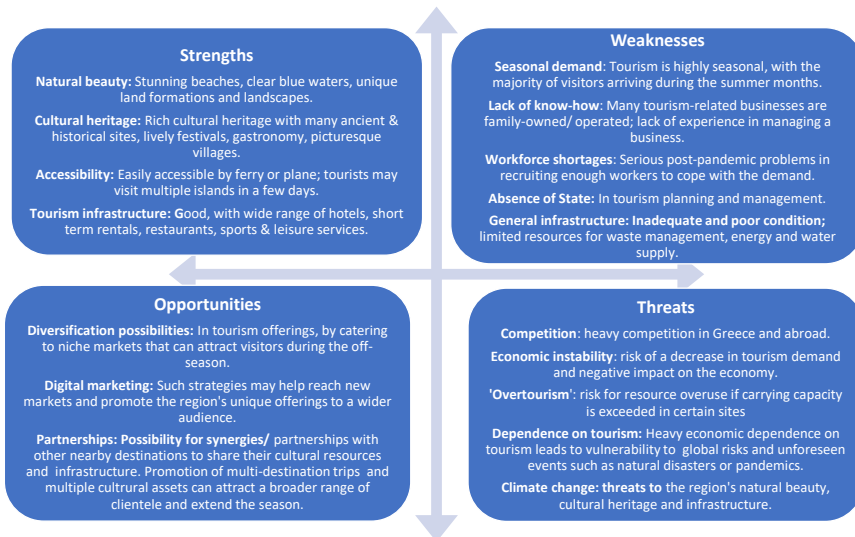 Strengths
Natural beauty: Stunning beaches, clear blue waters, unique
land formations and landscapes.
Cultural heritage: Rich cultural heritage with many ancient &
historical sites, lively festivals, gastronomy, picturesque
villages.
Accessibility: Easily accessible by ferry or plane; tourists may
visit multiple islands in a few days.
Tourism infrastructure: Good, with wide range of hotels, short
term rentals, restaurants, sports & leisure services.
Weaknesses
Seasonal demand: Tourism is highly seasonal, with the
majority of visitors arriving during the summer months.
Lack of know-how: Many tourism-related businesses are
family-owned/ operated; lack of experience in managing a
business.
Workforce shortages: Serious post-pandemic problems in
recruiting enough workers to cope with the demand.
Absence of State: In tourism planning and management.
General infrastructure: Inadequate and poor condition;
limited resources for waste management, energy and water
supply.
Opportunities
Diversification possibilities: In tourism offerings, by catering
to niche markets that can attract visitors during the off-
season.
Digital marketing: Such strategies may help reach new
markets and promote the region's unique offerings to a wider
audience.
Partnerships: Possibility for synergies/ partnerships with
other nearby destinations to share their cultural resources
and infrastructure. Promotion of multi-destination trips and
multiple cultrural assets can attract a broader range of
clientele and extend the season.
Threats
Competition: heavy competition in Greece and abroad.
Economic instability: risk of a decrease in tourism demand
and negative impact on the economy.
'Overtourism': risk for resource overuse if carrying capacity
is exceeded in certain sites
Dependence on tourism: Heavy economic dependence on
tourism leads to vulnerability to global risks and unforeseen
events such as natural disasters or pandemics.
Climate change: threats to the region's natural beauty,
cultural heritage and infrastructure.